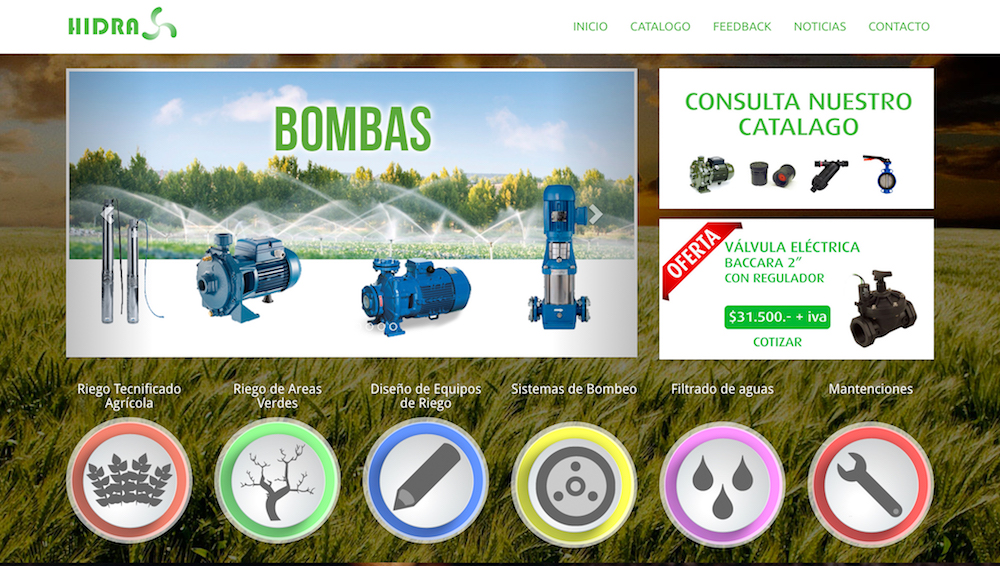 HIDRA
INICIO
CATALOGO
FEEDBACK
NOTICIAS
CONTACTO
BOMBAS
CONSULTA NUESTRO
CATALAGO
OFERTA
VÁLVULA ELÉCTRICA
BACCARA 2”
CON REGULADOR
$31.500.- + iva
COTIZAR
Riego Tecnificado
Agrícola
Riego de Areas
Verdes
Diseño de Equipos
de Riego
Sistemas de Bombeo
Filtrado de aguas
Mantenciones